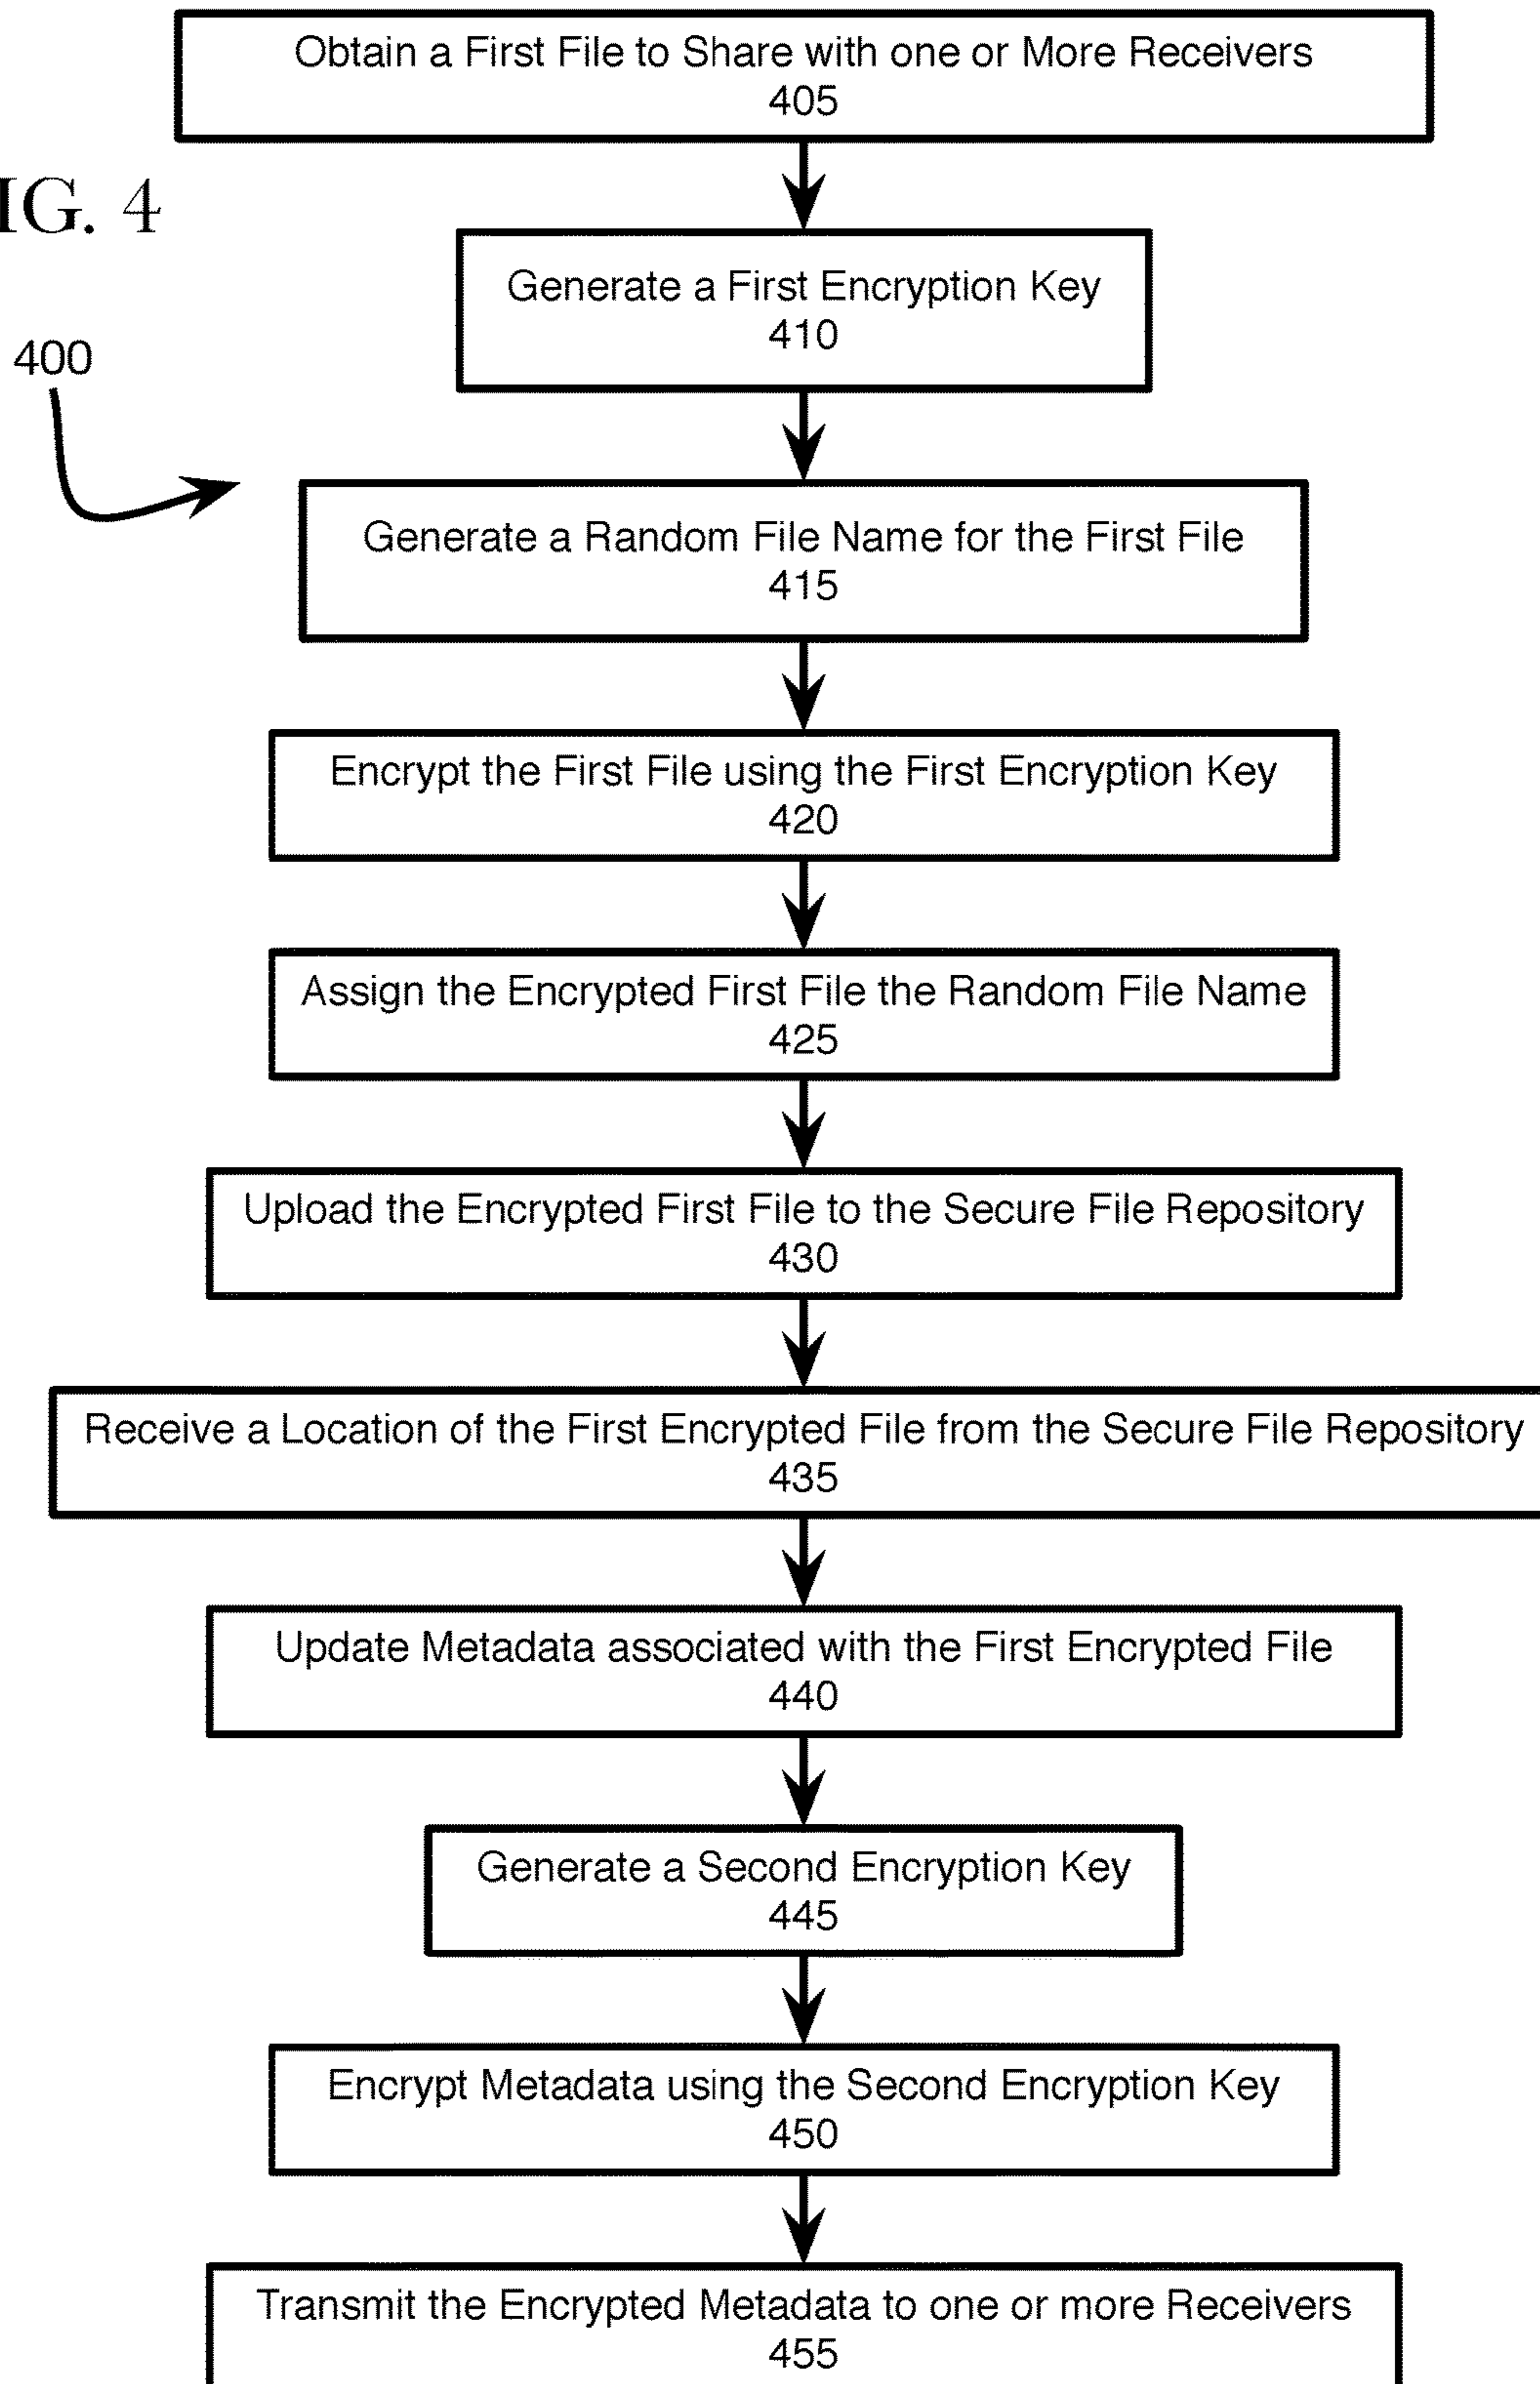 Obtain a First File to Share with one or More Receivers
405
IG. 4
Generate a First Encryption Key
410
400
Generate a Random File Name for the First File
415
Encrypt the First File using the First Encryption Key
420
Assign the Encrypted First File the Random File Name
425
Upload the Encrypted First File to the Secure File Repository
430
Receive a Location of the First Encrypted File from the Secure File Repository
435
Update Metadata associated with the First Encrypted File
440
Generate a Second Encryption Key
445
Encrypt Metadata using the Second Encryption Key
450
Transmit the Encrypted Metadata to one or more Receivers
455